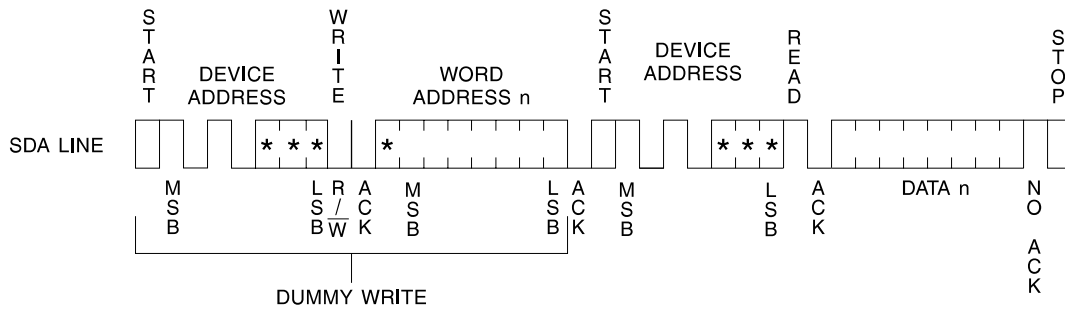 START
DEVICE
ADDRESS
WRITE
WORD
ADDRESS n
START
DEVICE
ADDRESS
READ
STOP
SDA LINE
* * *
*
* * *
MSB
LSB
R/W
ACK
MSB
LSB
ACK
MSB
LSB
ACK
DATA n
NO ACK
DUMMY WRITE